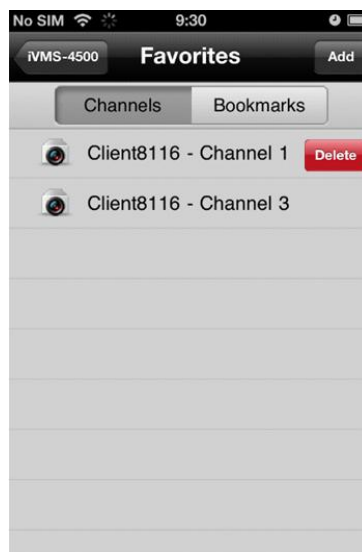 No SIM 9:30
iVMS-4500 Favorites Add
Channels Bookmarks
Client8116 - Channel 1 Delete
Client8116 - Channel 3